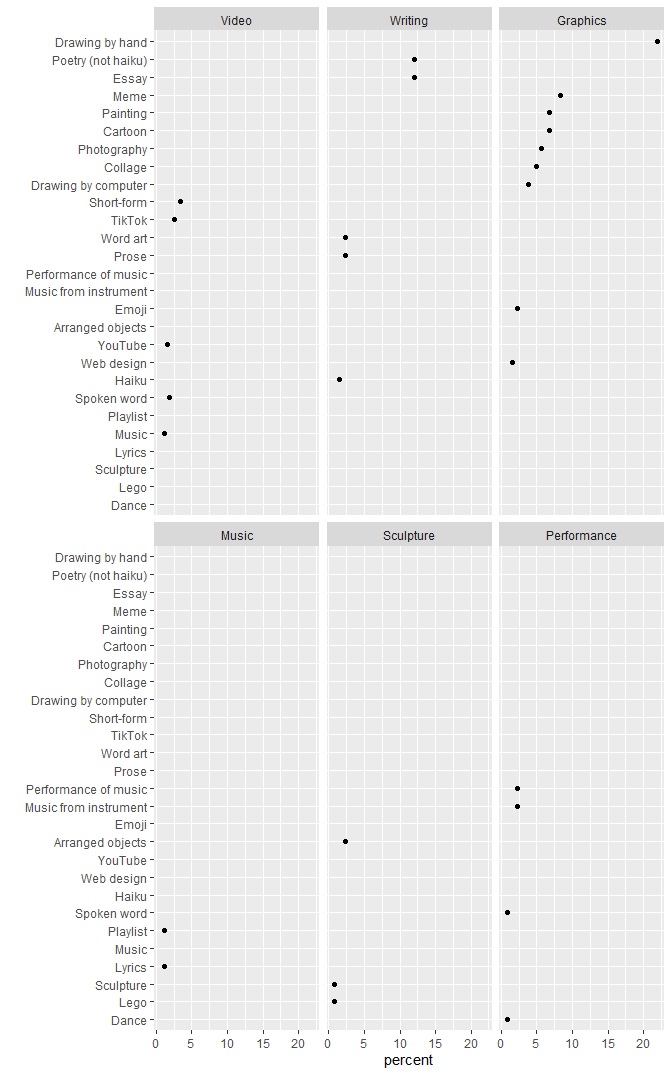 Video Writing Graphics
Drawing by hand
Poetry (not haiku)
Essay
Meme
Painting
Cartoon
Photography
Collage
Drawing by computer
Short-form
TikTok
Word art
Prose
Performance of music
Music from instrument
Emoji
Arranged objects
YouTube
Web design
Haiku
Spoken word
Playlist
Music
Lyrics
Sculpture
Lego
Dance
Music Sculpture Performance
Drawing by hand
Poetry (not haiku)
Essay
Meme
Painting
Cartoon
Photography
Collage
Drawing by computer
Short-form
TikTok
Word art
Prose
Performance of music
Music from instrument
Emoji
Arranged objects
YouTube
Web design
Haiku
Spoken word
Playlist
Music
Lyrics
Sculpture
Lego
Dance
0 5 10 15 20 0 5 10 15 20 0 5 10 15 20
percent